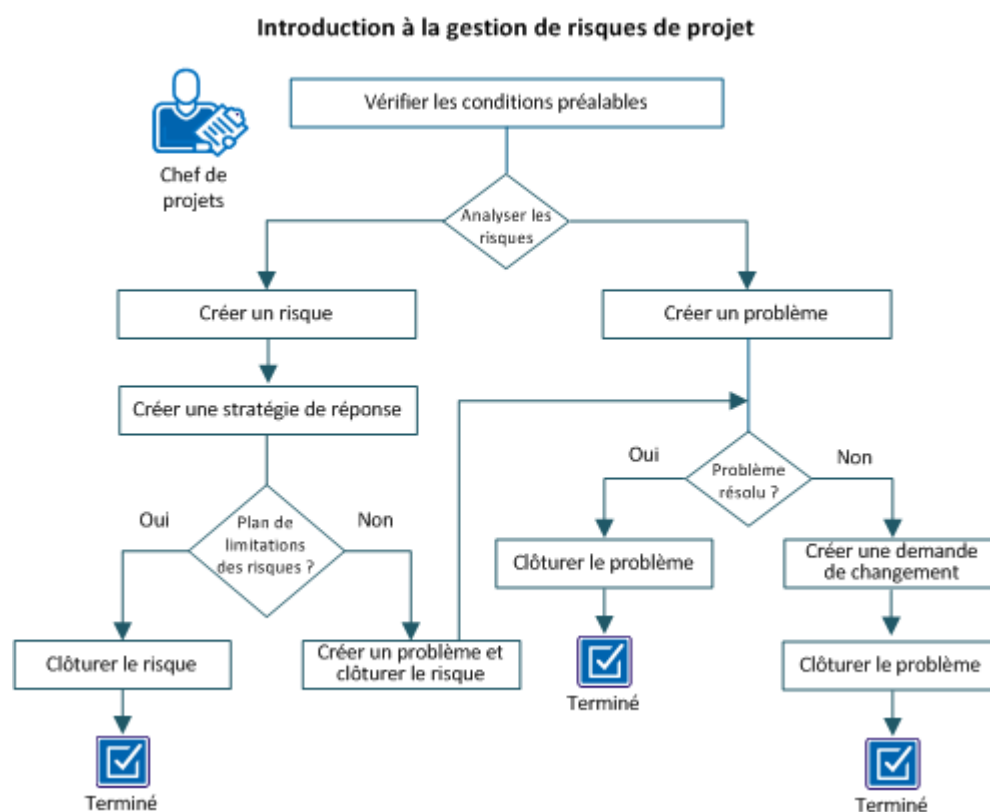 Introduction à la gestion de risques de projet
Vérifier les conditions préalables
Chef de
projets
Analyser les
risques
Créer un risque
Créer un problème
Créer une stratégie de réponse
Oui
Problème
résolu ?
Non
Oui
Plan de
limitations
des risques ?
Non
Clôturer le problème
Créer une demande
de changement
Clôturer le risque
Créer un problème et
clôturer le risque
Clôturer le problème
Terminé
Terminé
Terminé